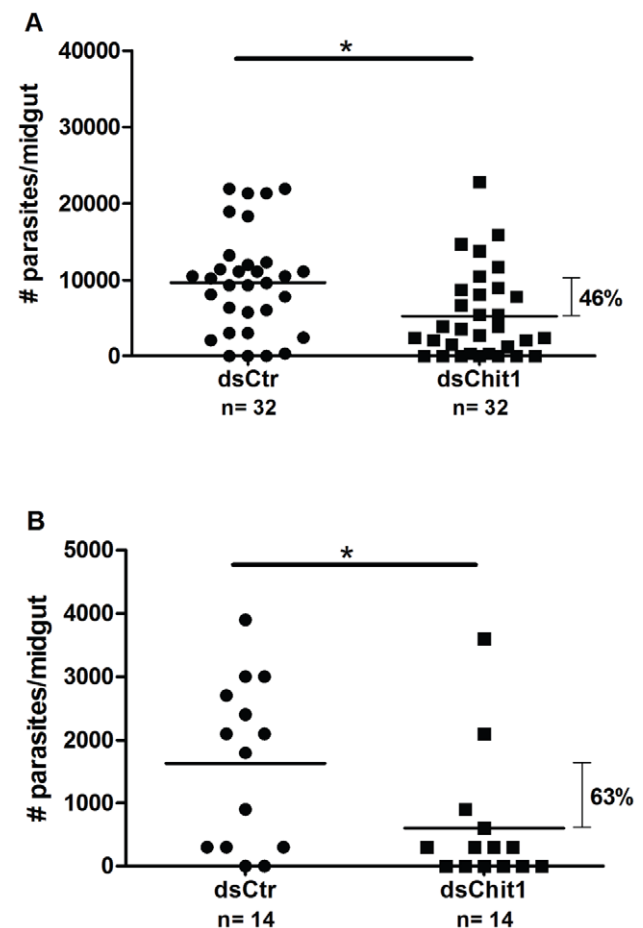 A
*
40000
30000
20000
10000
0
# parasites/midgut
46%
dsCtr dsChit1
n= 32 n= 32
B
*
5000
4000
3000
2000
1000
0
# parasites/midgut
63%
dsCtr dsChit1
n= 14 n= 14